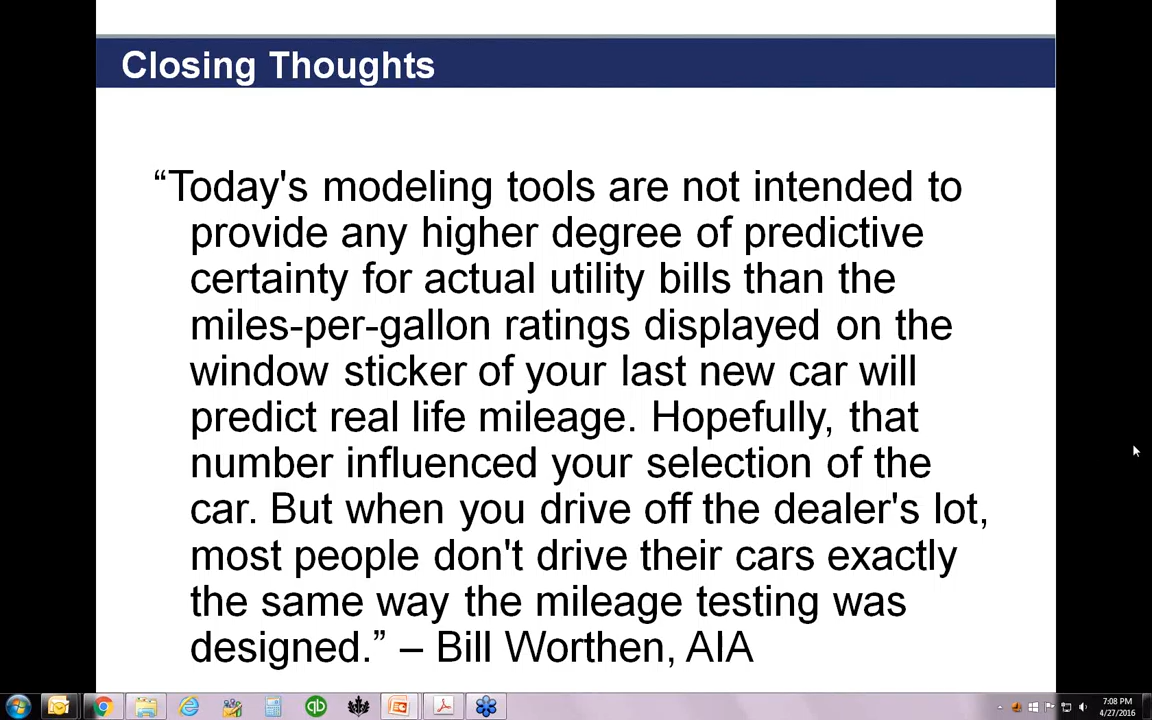 Closing Thoughts
“Today's modeling tools are not intended to
provide any higher degree of predictive
certainty for actual utility bills than the
miles-per-gallon ratings displayed on the
window sticker of your last new car will
predict real life mileage. Hopefully, that
number influenced your selection of the
car. But when you drive off the dealer's lot,
most people don't drive their cars exactly
the same way the mileage testing was
designed.” – Bill Worthen, AIA
qb
7:08 PM
4/27/2016